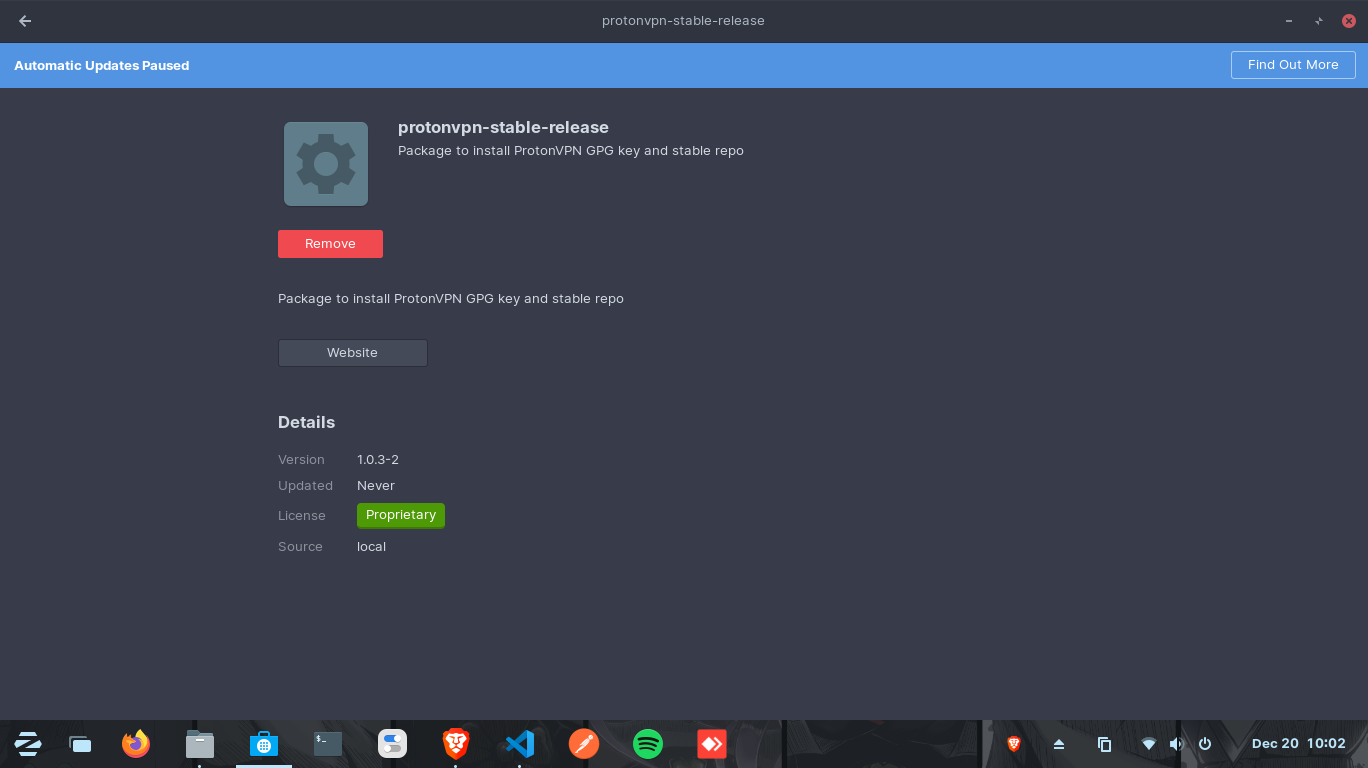 protonvpn-stable-release
Automatic Updates Paused
Find Out More
protonvpn-stable-release
Package to install ProtonVPN GPG key and stable repo
Remove
Package to install ProtonVPN GPG key and stable repo
Website
Details
Version 1.0.3-2
Updated Never
License Proprietary
Source local
$_
Dec 20 10:02